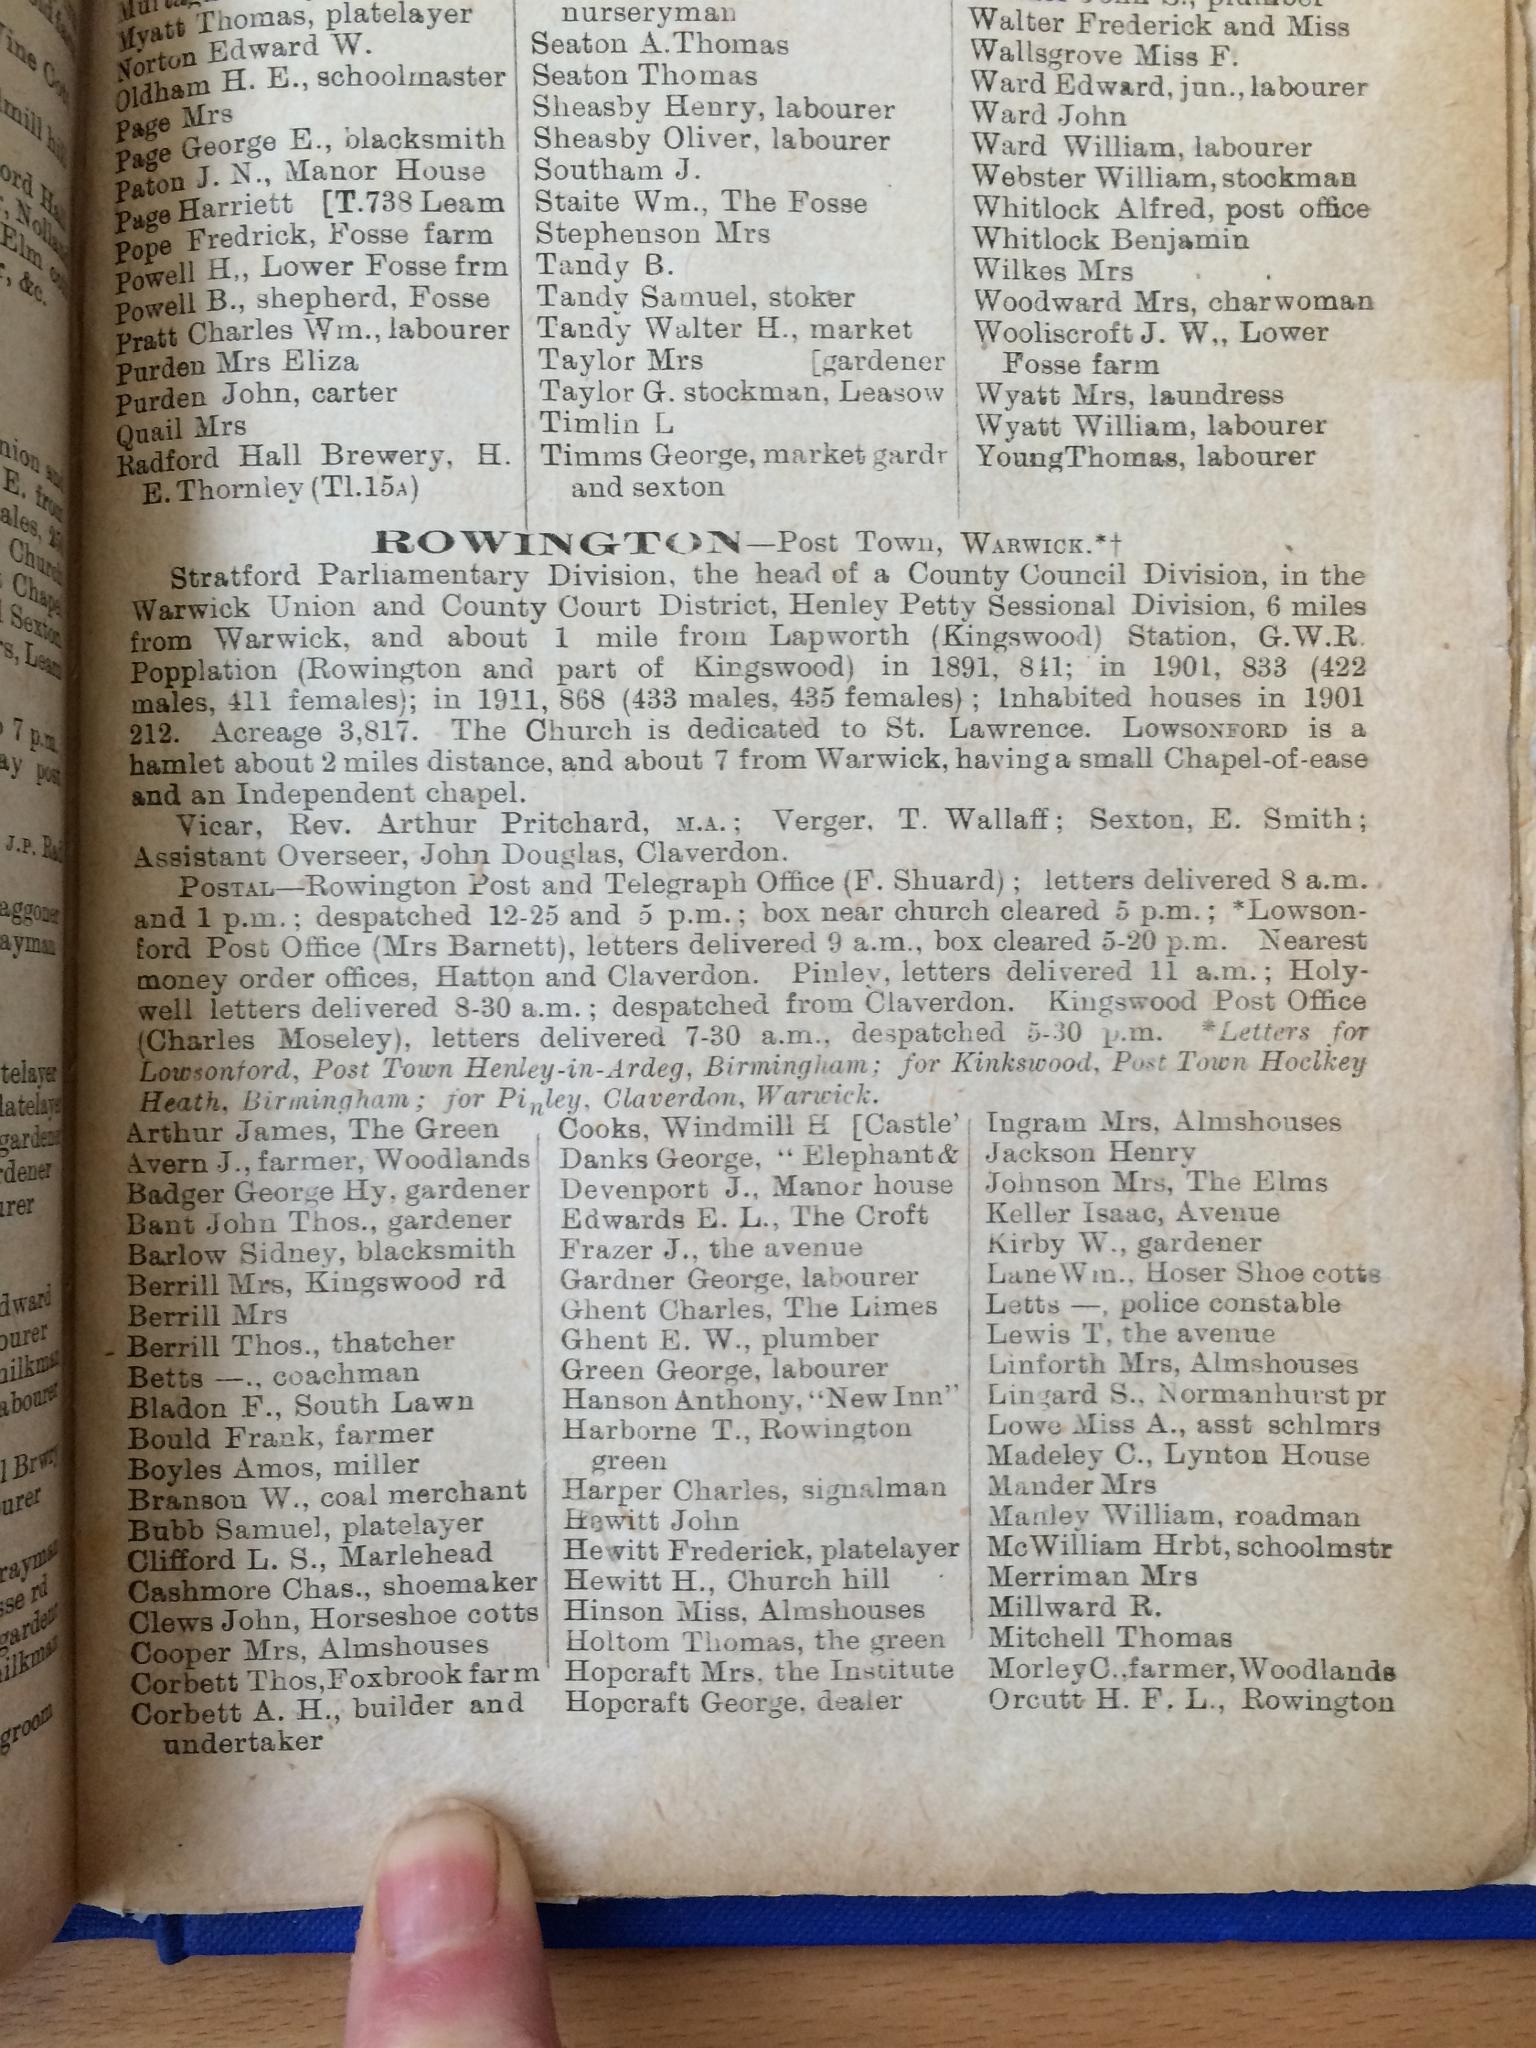 Myatt Thomas, platelayer
Norton Edward W.
Oldham H. E., schoolmaster
Page Mrs
Page George E., blacksmith
Paton J. N., Manor House
Page Harriett [T.738 Leam
Pope Fredrick, Fosse farm
Powell H,, Lower Fosse frm
Powell B., shepherd, Fosse
Pratt Charles Wm., labourer
Purden Mrs Eliza
Purden John, carter
Quail Mrs
Radford Hall Brewery, H.
E. Thornley (Tl.15A)
nurseryman
Seaton A.Thomas
Seaton Thomas
Sheasby Henry, labourer
Sheasby Oliver, labourer
Southam J.
Staite Wm., The Fosse
Stephenson Mrs
Tandy B.
Tandy Samuel, stoker
Tandy Walter H., market
Taylor Mrs [gardener
Taylor G. stockman, Leasow
Timlin L
Timms George, market gardr
and sexton
Walter Frederick and Miss
Wallsgrove Miss F.
Ward Edward, jun., labourer
Ward John
Ward William, labourer
Webster William, stockman
Whitlock Alfred, post office
Whitlock Benjamin
Wilkes Mrs
Woodward Mrs, charwoman
Wooliscroft J. W,, Lower
Fosse farm
Wyatt Mrs, laundress
Wyatt William, labourer
YoungThomas, labourer
ROWINGTON—Post Town, WARWICK.*†
Stratford Parliamentary Division, the head of a County Council Division, in the
Warwick Union and County Court District, Henley Petty Sessional Division, 6 miles
from Warwick, and about 1 mile from Lapworth (Kingswood) Station, G.W.R.
Popplation (Rowington and part of Kingswood) in 1891, 841; in 1901, 833 (422
males, 411 females); in 1911, 868 (433 males, 435 females) ; Inhabited houses in 1901
212. Acreage 3,817. The Church is dedicated to St. Lawrence. LOWSONFORD is a
hamlet about 2 miles distance, and about 7 from Warwick, having a small Chapel-of-ease
and an Independent chapel.
Vicar, Rev. Arthur Pritchard, M.A. ; Verger, T. Wallaff ; Sexton, E. Smith ;
Assistant Overseer, John Douglas, Claverdon.
POSTAL—Rowington Post and Telegraph Office (F. Shuard) ; letters delivered 8 a.m.
and 1 p.m. ; despatched 12-25 and 5 p.m. ; box near church cleared 5 p.m. ; *Lowson-
ford Post Office (Mrs Barnett), letters delivered 9 a.m., box cleared 5-20 p.m. Nearest
money order offices, Hatton and Claverdon. Pinley, letters delivered 11 a.m. ; Holy-
well letters delivered 8-30 a.m. ; despatched from Claverdon. Kingswood Post Office
(Charles Moseley), letters delivered 7-30 a.m., despatched 5-30 p.m. *Letters for
Lowsonford, Post Town Henley-in-Ardeg, Birmingham; for Kinkswood, Post Town Hoclkey
Heath, Birmingham; for Pinley, Claverdon, Warwick.
Arthur James, The Green
Avern J., farmer, Woodlands
Badger George Hy, gardener
Bant John Thos., gardener
Barlow Sidney, blacksmith
Berrill Mrs, Kingswood rd
Berrill Mrs
Berrill Thos., thatcher
Betts —., coachman
Bladon F., South Lawn
Bould Frank, farmer
Boyles Amos, miller
Branson W., coal merchant
Bubb Samuel, platelayer
Clifford L. S., Marlehead
Cashmore Chas., shoemaker
Clews John, Horseshoe cotts
Cooper Mrs, Almshouses
Corbett Thos,Foxbrook farm
Corbett A. H., builder and
undertaker
Cooks, Windmill H [Castle'
Danks George, "Elephant &
Devenport J., Manor house
Edwards E. L., The Croft
Frazer J., the avenue
Gardner George, labourer
Ghent Charles, The Limes
Ghent E. W., plumber
Green George, labourer
Hanson Anthony, "New Inn"
Harborne T., Rowington
green
Harper Charles, signalman
Hewitt John
Hewitt Frederick, platelayer
Hewitt H., Church hill
Hinson Miss, Almshouses
Holtom Thomas, the green
Hopcraft Mrs, the Institute
Hopcraft George, dealer
Ingram Mrs, Almshouses
Jackson Henry
Johnson Mrs, The Elms
Keller Isaac, Avenue
Kirby W., gardener
Lane Wm., Hoser Shoe cotts
Letts —, police constable
Lewis T, the avenue
Linforth Mrs, Almshouses
Lingard S., Normanhurst pr
Lowe Miss A., asst schlmrs
Madeley C., Lynton House
Mander Mrs
Manley William, roadman
McWilliam Hrbt, schoolmstr
Merriman Mrs
Millward R.
Mitchell Thomas
Morley C.,farmer, Woodlands
Orcutt H. F. L., Rowington